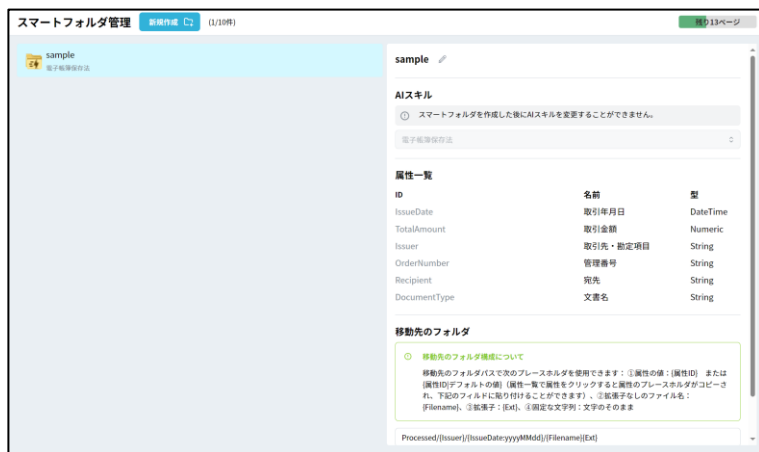 スマートフォルダ管理 新規作成 (1/10件) 残り13ページ
sample
電子帳簿保存法
sample
AIスキル
スマートフォルダを作成した後にAIスキルを変更することができません。
電子帳簿保存法
属性一覧
ID 名前 型
IssueDate 取引年月日 DateTime
TotalAmount 取引金額 Numeric
Issuer 取引先・勘定項目 String
OrderNumber 管理番号 String
Recipient 宛先 String
DocumentType 文書名 String
移動先のフォルダ
移動先のフォルダ構成について
移動先のフォルダパスで次のプレースホルダを使用できます：①属性の値：{属性ID} または
{属性ID|デフォルトの値}（属性一覧で属性をクリックすると属性のプレースホルダがコピーさ
れ、下記のフィールドに貼り付けることができます）、②拡張子なしのファイル名：
{Filename}、③拡張子：{Ext}、④固定な文字列：文字のそのまま
Processed/{Issuer}/{IssueDate:yyyyMMdd}/{Filename}{Ext}